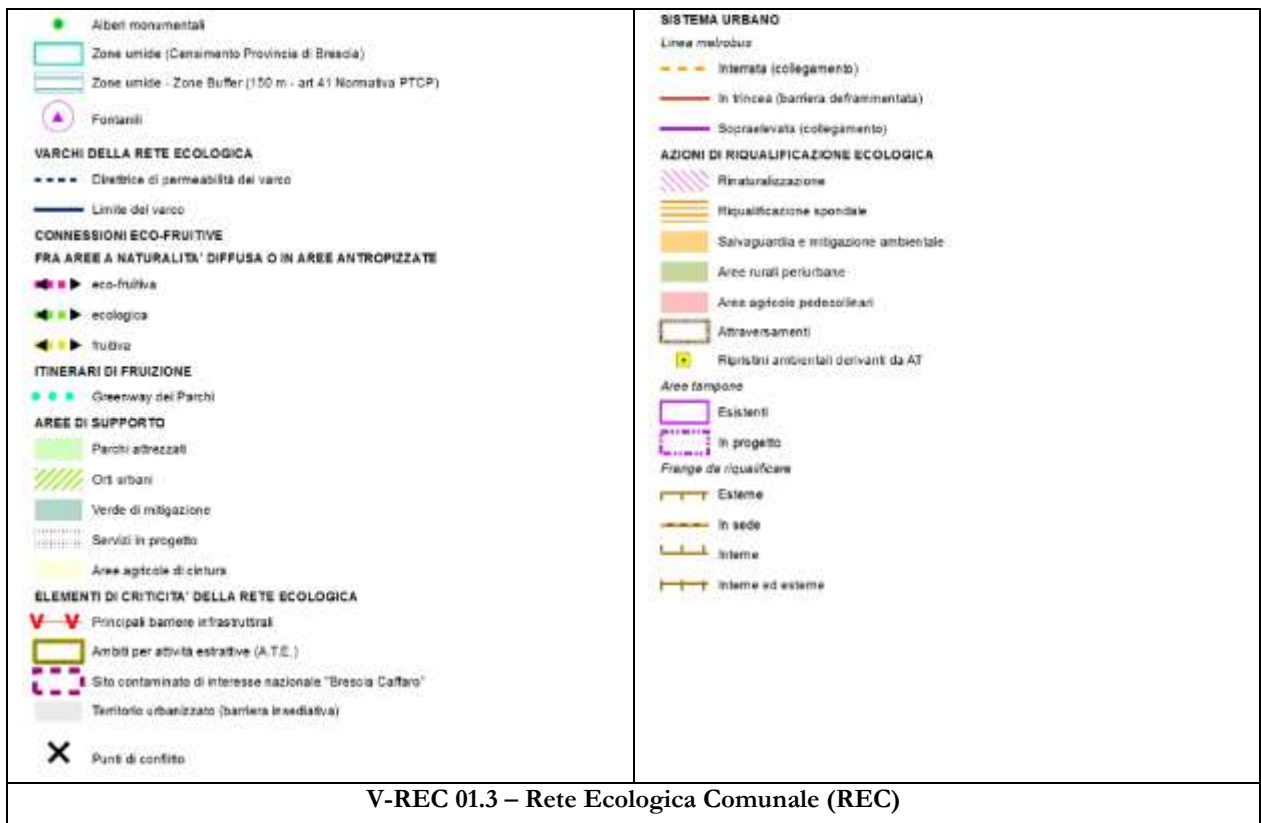 Alberi monumentali
Zone umide (Censimento Provincia di Brescia)
Zone umide - Zone Buffer (150 m - art 41 Normativa PTCP)
Fontanili
VARCHI DELLA RETE ECOLOGICA
Direttrice di permeabilità del varco
Limite del varco
CONNESSIONI ECO-FRUITIVE
FRA AREE A NATURALITA' DIFFUSA O IN AREE ANTROPIZZATE
eco-fruitiva
ecologica
fruitiva
ITINERARI DI FRUIZIONE
Greenway dei Parchi
AREE DI SUPPORTO
Parchi attrezzati
Orti urbani
Verde di mitigazione
Servizi in progetto
Aree agricole di cintura
ELEMENTI DI CRITICITA' DELLA RETE ECOLOGICA
Principali barriere infrastruttrali
Ambiti per attività estrattive (A.T.E.)
Sito contaminato di interesse nazionale "Brescia Caffaro"
Territorio urbanizzato (barriera insediativa)
Punti di conflitto
SISTEMA URBANO
Linea metrobus
Interrata (collegamento)
In trincea (barriera deframmentata)
Sopraelevata (collegamento)
AZIONI DI RIQUALIFICAZIONE ECOLOGICA
Rinaturalizzazione
Riqualificazione spondale
Salvaguardia e mitigazione ambientale
Aree rurali periurbane
Aree agricole pedecollinari
Attraversamenti
Ripristini ambientali derivanti da AT
Aree tampone
Esistenti
In progetto
Frange da riqualificare
Esterne
In sede
Interne
Interne ed esterne
V-REC 01.3 – Rete Ecologica Comunale (REC)